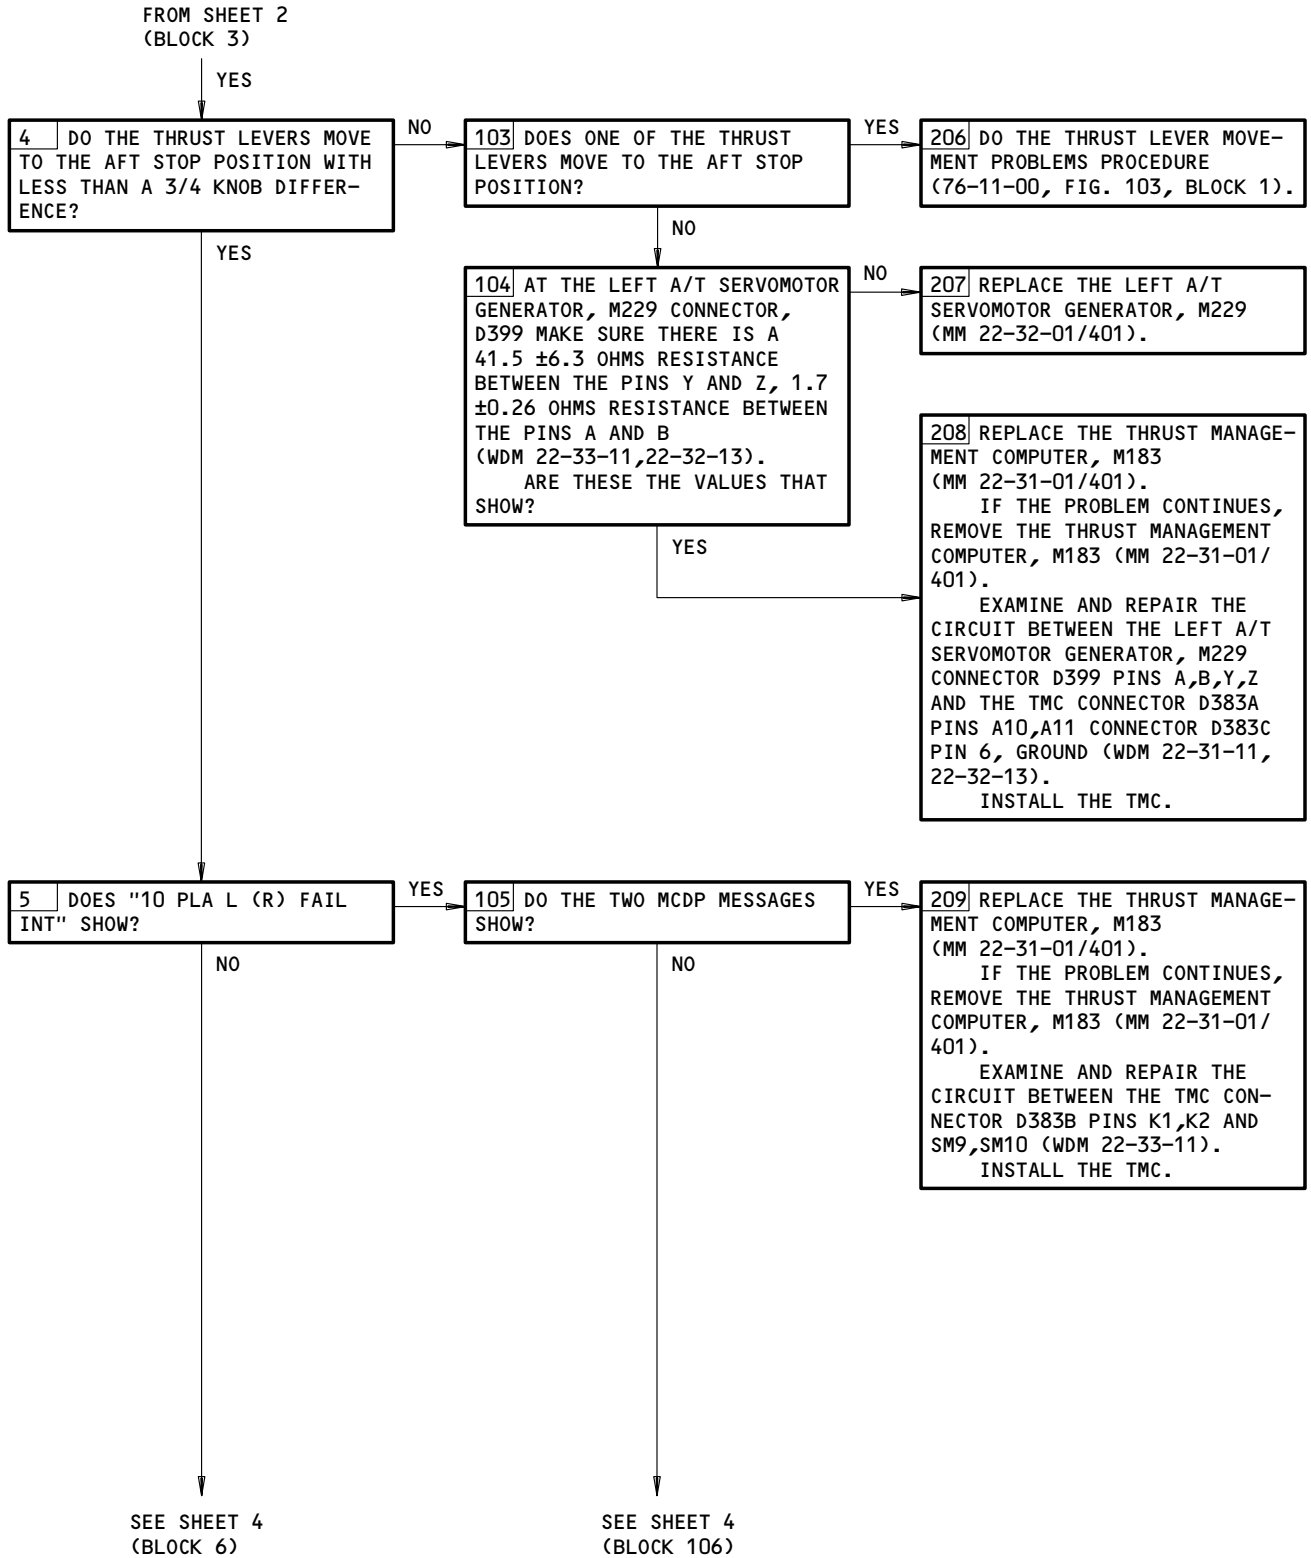 FROM SHEET 2
(BLOCK 3)
YES
4 DO THE THRUST LEVERS MOVE
TO THE AFT STOP POSITION WITH
LESS THAN A 3/4 KNOB DIFFER-
ENCE?
NO
103 DOES ONE OF THE THRUST
LEVERS MOVE TO THE AFT STOP
POSITION?
YES
206 DO THE THRUST LEVER MOVE-
MENT PROBLEMS PROCEDURE
(76-11-00, FIG. 103, BLOCK 1).
YES
NO
104 AT THE LEFT A/T SERVOMOTOR
GENERATOR, M229 CONNECTOR,
D399 MAKE SURE THERE IS A
41.5 ±6.3 OHMS RESISTANCE
BETWEEN THE PINS Y AND Z, 1.7
±0.26 OHMS RESISTANCE BETWEEN
THE PINS A AND B
(WDM 22-33-11,22-32-13).
ARE THESE THE VALUES THAT
SHOW?
NO
207 REPLACE THE LEFT A/T
SERVOMOTOR GENERATOR, M229
(MM 22-32-01/401).
YES
208 REPLACE THE THRUST MANAGE-
MENT COMPUTER, M183
(MM 22-31-01/401).
IF THE PROBLEM CONTINUES,
REMOVE THE THRUST MANAGEMENT
COMPUTER, M183 (MM 22-31-01/
401).
EXAMINE AND REPAIR THE
CIRCUIT BETWEEN THE LEFT A/T
SERVOMOTOR GENERATOR, M229
CONNECTOR D399 PINS A,B,Y,Z
AND THE TMC CONNECTOR D383A
PINS A10,A11 CONNECTOR D383C
PIN 6, GROUND (WDM 22-31-11,
22-32-13).
INSTALL THE TMC.
5 DOES "10 PLA L (R) FAIL
INT" SHOW?
YES
105 DO THE TWO MCDP MESSAGES
SHOW?
YES
209 REPLACE THE THRUST MANAGE-
MENT COMPUTER, M183
(MM 22-31-01/401).
IF THE PROBLEM CONTINUES,
REMOVE THE THRUST MANAGEMENT
COMPUTER, M183 (MM 22-31-01/
401).
EXAMINE AND REPAIR THE
CIRCUIT BETWEEN THE TMC CON-
NECTOR D383B PINS K1,K2 AND
SM9,SM10 (WDM 22-33-11).
INSTALL THE TMC.
NO
NO
SEE SHEET 4
(BLOCK 6)
SEE SHEET 4
(BLOCK 106)